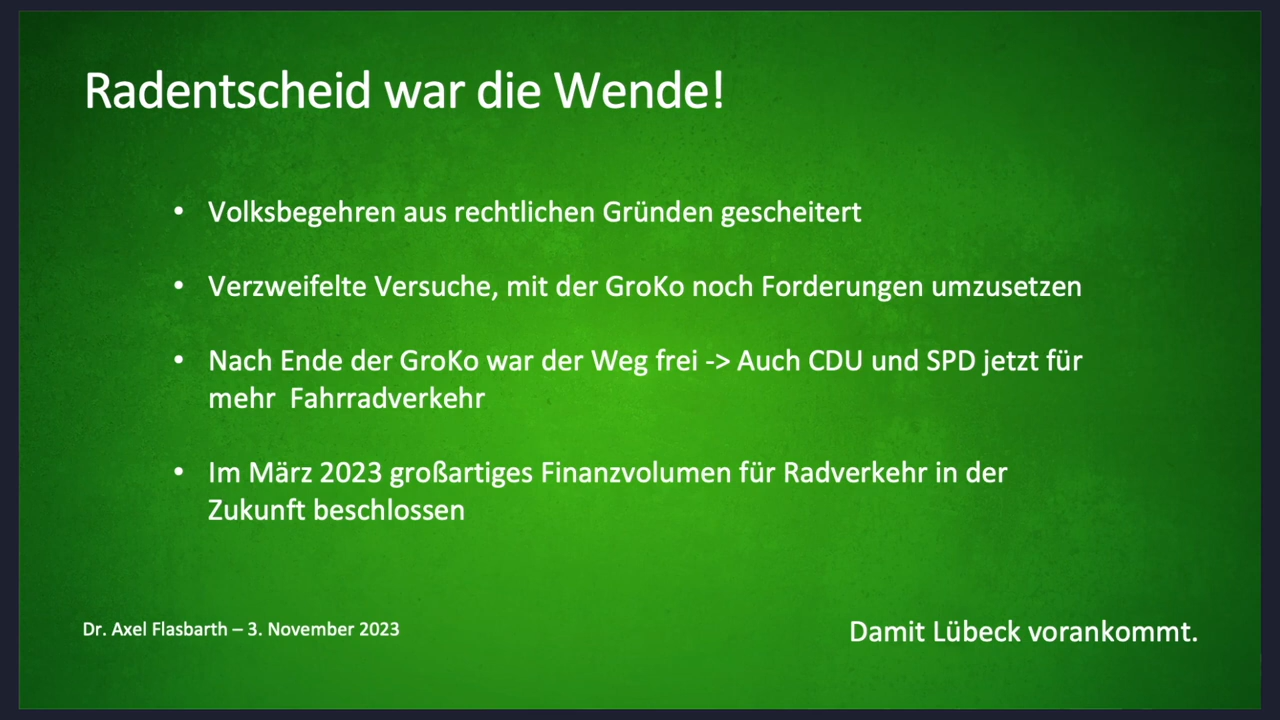 Radentscheid war die Wende!
• Volksbegehren aus rechtlichen Gründen gescheitert
• Verzweifelte Versuche, mit der GroKo noch Forderungen umzusetzen
• Nach Ende der GroKo war der Weg frei -> Auch CDU und SPD jetzt für
mehr  Fahrradverkehr
• Im März 2023 großartiges Finanzvolumen für Radverkehr in der
Zukunft beschlossen
Dr. Axel Flasbarth – 3. November 2023
Damit Lübeck vorankommt.